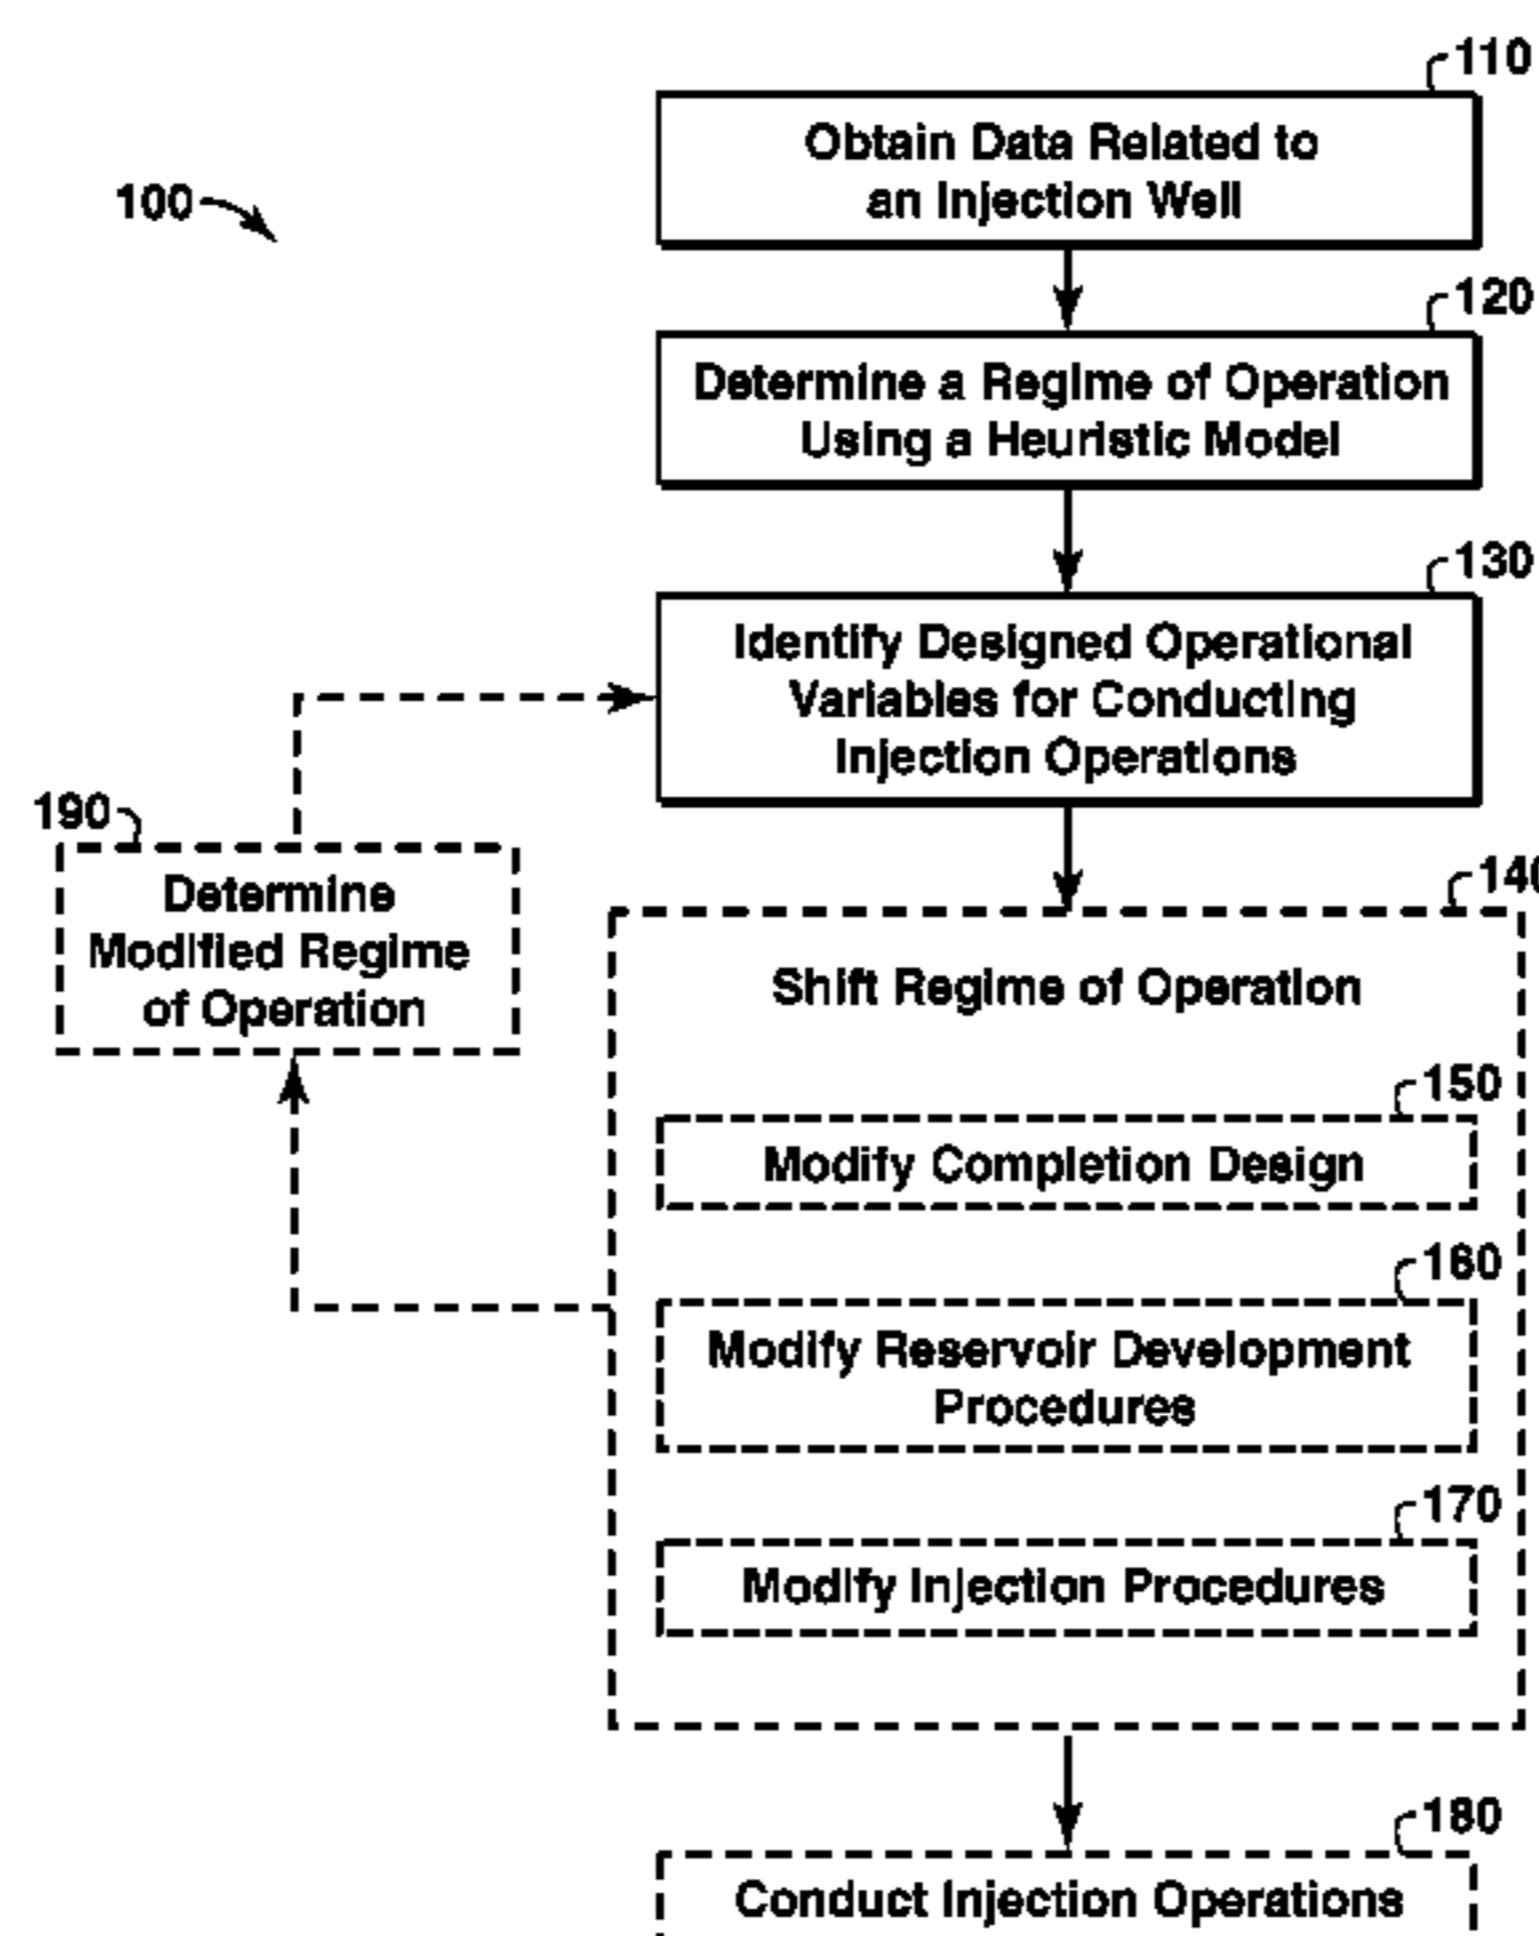 110
Obtain Data Related to
an Injection Well
100
120
Determine a Regime of Operation
Using a Heuristic Model
130
Identify Designed Operational
Variables for Conducting
Injection Operations
190
Determine
Modified Regime
of Operation
140
Shift Regime of Operation
150
Modify Completion Design
160
Modify Reservoir Development
Procedures
170
Modify Injection Procedures
180
Conduct Injection Operations